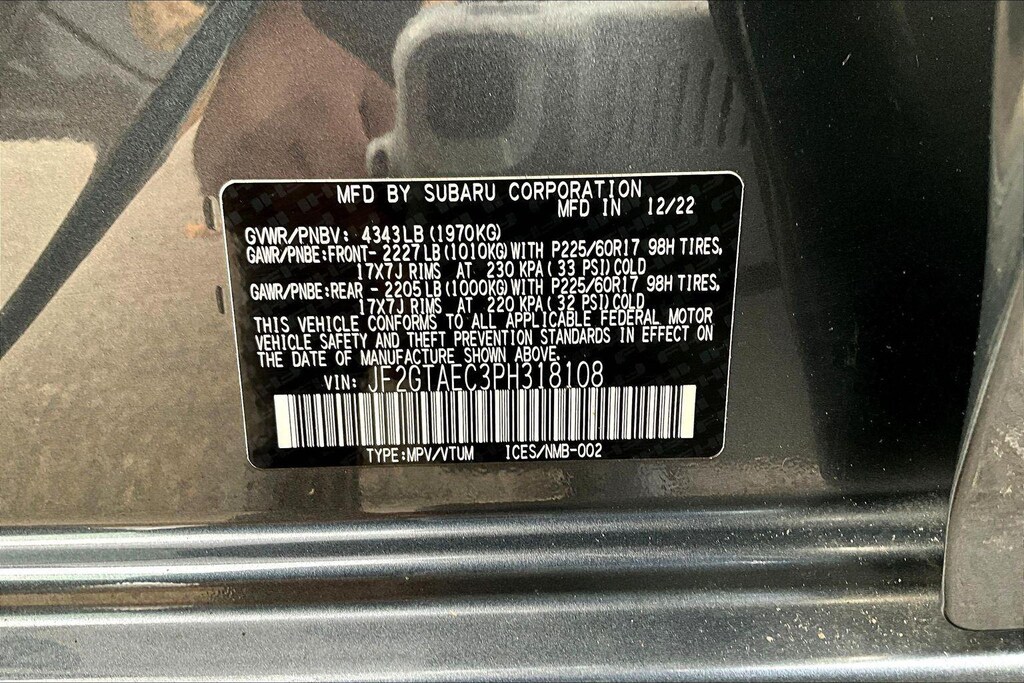 MFD BY SUBARU CORPORATION
MFD IN 12/22
GVWR/PNBV: 4343LB(1970KG)
GAWR/PNBE:FRONT- 2227LB(1010KG)WITH P225/60R17 98H TIRES,
17X7J RIMS AT 230 KPA( 33 PSI)COLD
GAWR/PNBE:REAR - 2205LB(1000KG)WITH P225/60R17 98H TIRES,
17X7J RIMS AT 220 KPA( 32 PSI)COLD
THIS VEHICLE CONFORMS TO ALL APPLICABLE FEDERAL MOTOR
VEHICLE SAFETY AND THEFT PREVENTION STANDARDS IN EFFECT ON
THE DATE OF MANUFACTURE SHOWN ABOVE.
VIN: JF2GTAEC3PH318108
TYPE:MPV/VTUM ICES/NMB-002